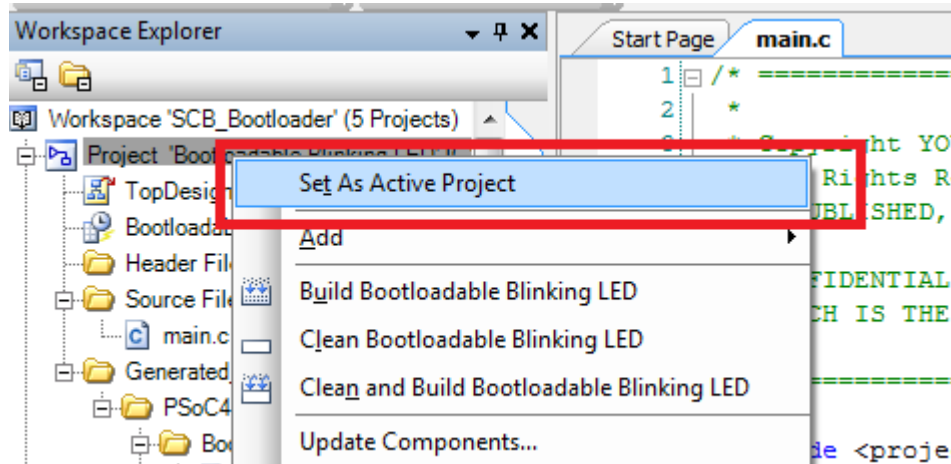 Workspace Explorer
Start Page
main.c
1 /* =============
2 *
Workspace 'SCB_Bootloader' (5 Projects)
Project 'Bootloadable Blinking LED'
* Copyright YO
Set As Active Project
Rights R
TopDesign
UBLISHED,
Bootloada
Add
Header Fil
FIDENTIAL
Source File
Build Bootloadable Blinking LED
CH IS THE
main.c
Clean Bootloadable Blinking LED
Generated_
Clean and Build Bootloadable Blinking LED
==========
PSoC4
Boo
Update Components...
de <proje